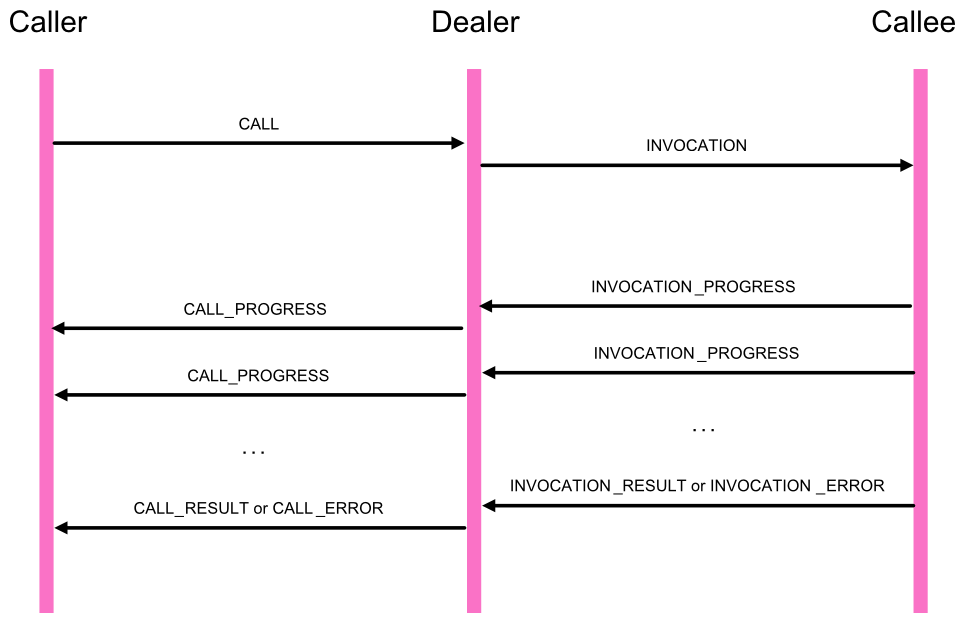 Caller Dealer Callee
CALL
INVOCATION
INVOCATION_PROGRESS
CALL_PROGRESS
INVOCATION_PROGRESS
CALL_PROGRESS
...
...
INVOCATION_RESULT or INVOCATION_ERROR
CALL_RESULT or CALL_ERROR